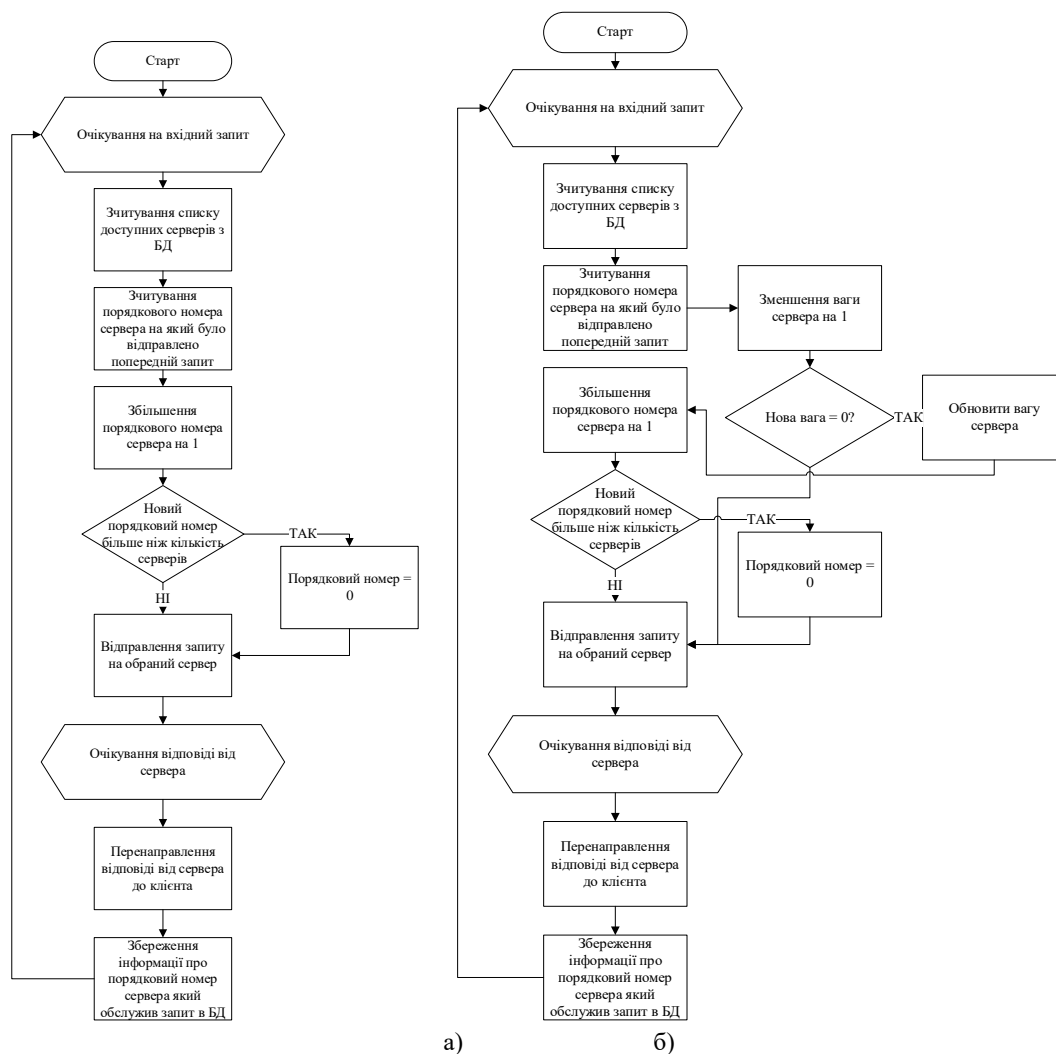 Старт
Очікування на вхідний запит
Зчитування списку
доступних серверів з
БД
Зчитування
порядкового номера
сервера на який було
відправлено
попередній запит
Збільшення
порядкового номера
сервера на 1
Новий
порядковий номер
більше ніж кількість
серверів
ТАК
НІ
Порядковий номер =
0
Відправлення запиту
на обраний сервер
Очікування відповіді від
сервера
Перенаправлення
відповіді від сервера
до клієнта
Збереження
інформації про
порядковий номер
сервера який
обслужив запит в БД
а)
Старт
Очікування на вхідний запит
Зчитування списку
доступних серверів з
БД
Зчитування
порядкового номера
сервера на який було
відправлено
попередній запит
Зменшення ваги
сервера на 1
Нова вага = 0?
ТАК
Обновити вагу
сервера
Збільшення
порядкового номера
сервера на 1
Новий
порядковий номер
більше ніж кількість
серверів
ТАК
НІ
Порядковий номер =
0
Відправлення запиту
на обраний сервер
Очікування відповіді від
сервера
Перенаправлення
відповіді від сервера
до клієнта
Збереження
інформації про
порядковий номер
сервера який
обслужив запит в БД
б)